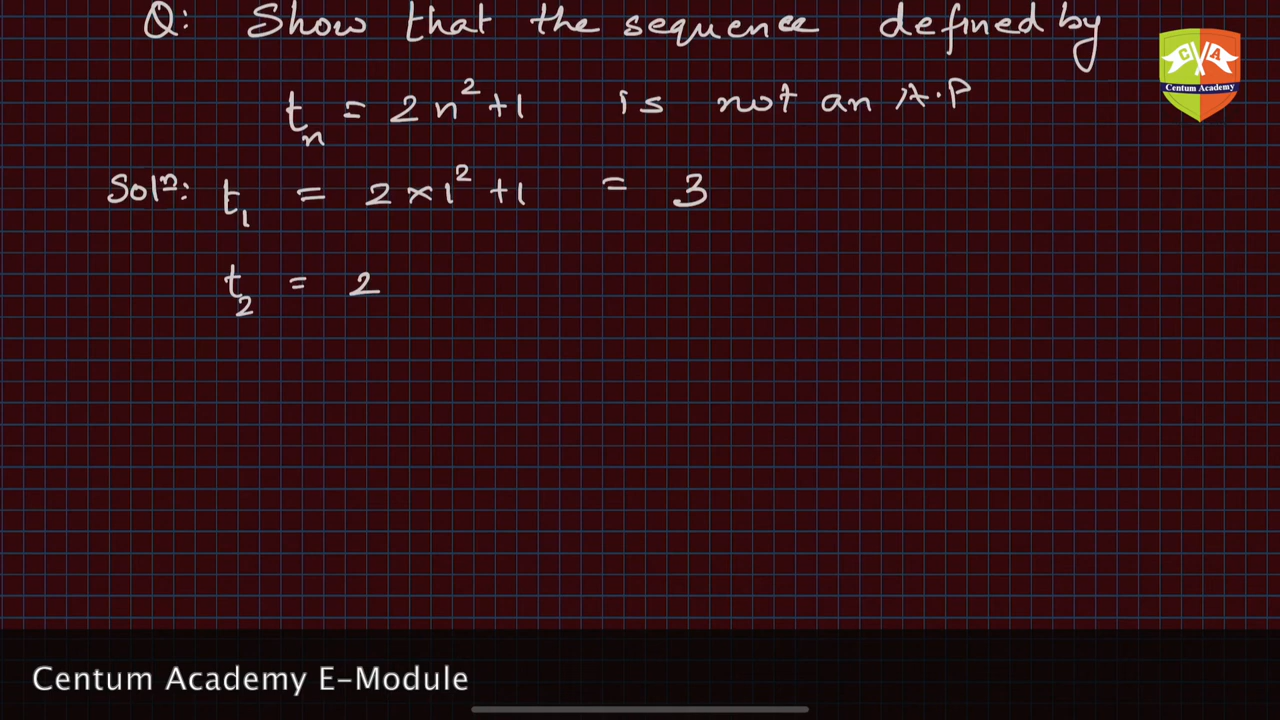 Q: Show that the sequence defined by
tₙ = 2n²+1 is not an A.P
Solⁿ: t₁ = 2×1²+1 = 3
t₂ = 2
CA
Centum Academy
Centum Academy E-Module